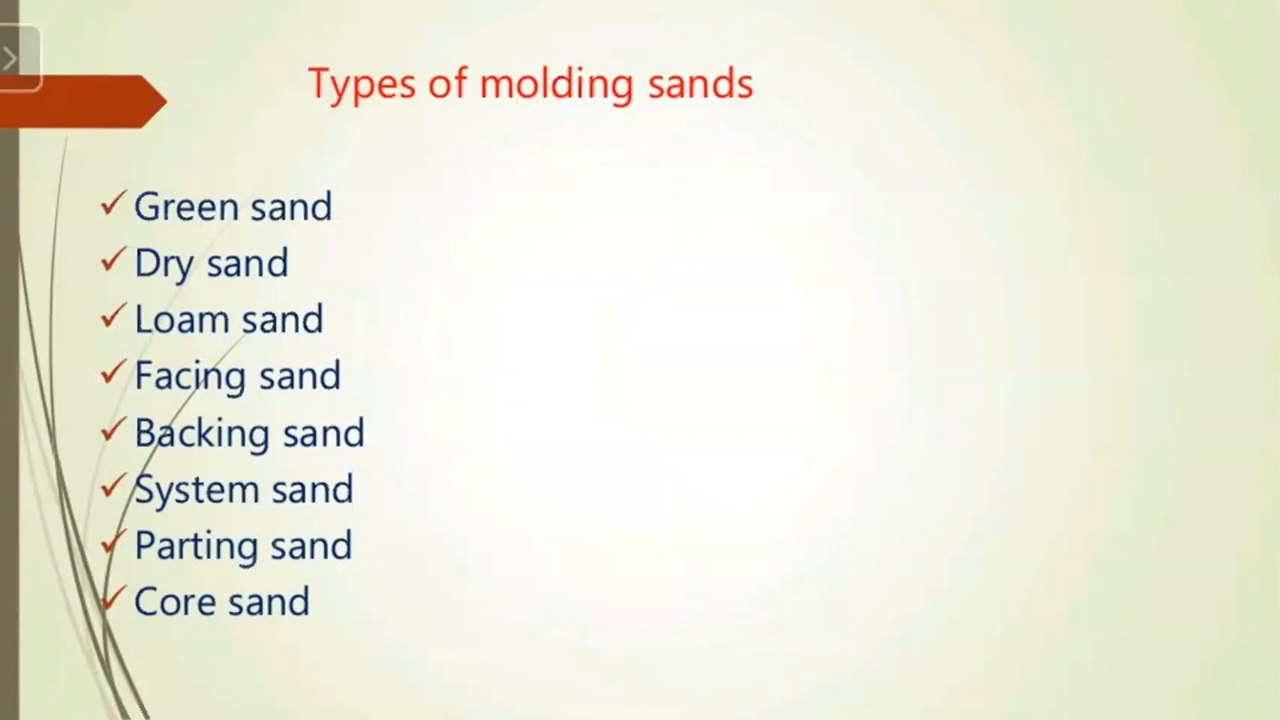 Types of molding sands
Green sand
Dry sand
Loam sand
Facing sand
Backing sand
System sand
Parting sand
Core sand